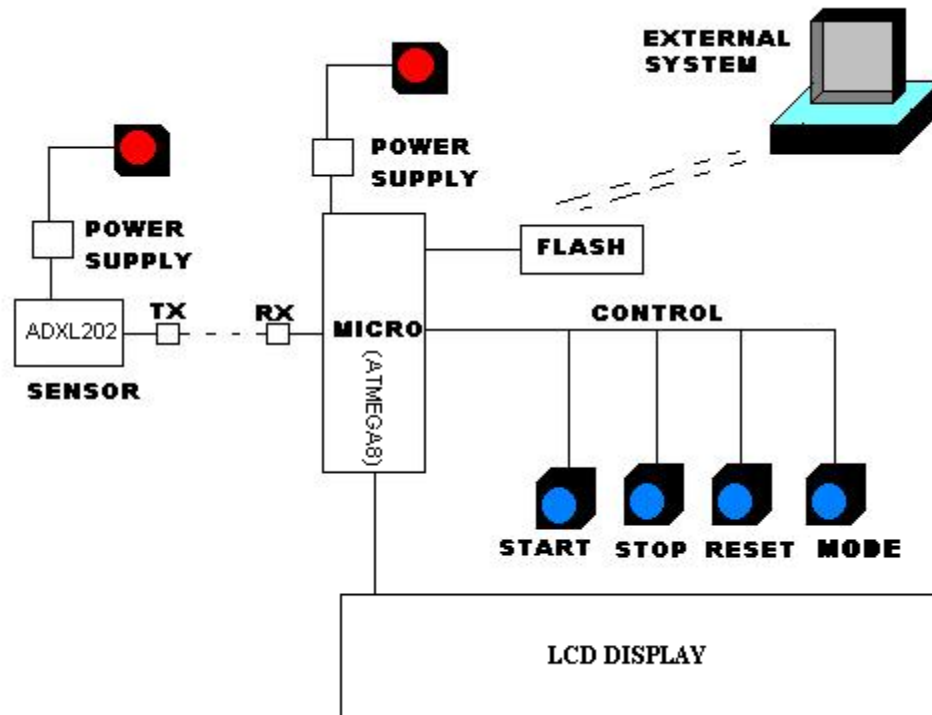 EXTERNAL
SYSTEM
POWER
SUPPLY
POWER
SUPPLY
FLASH
TX
RX
CONTROL
ADXL202
MICRO
(ATMEGA8)
SENSOR
START
STOP
RESET
MODE
LCD DISPLAY